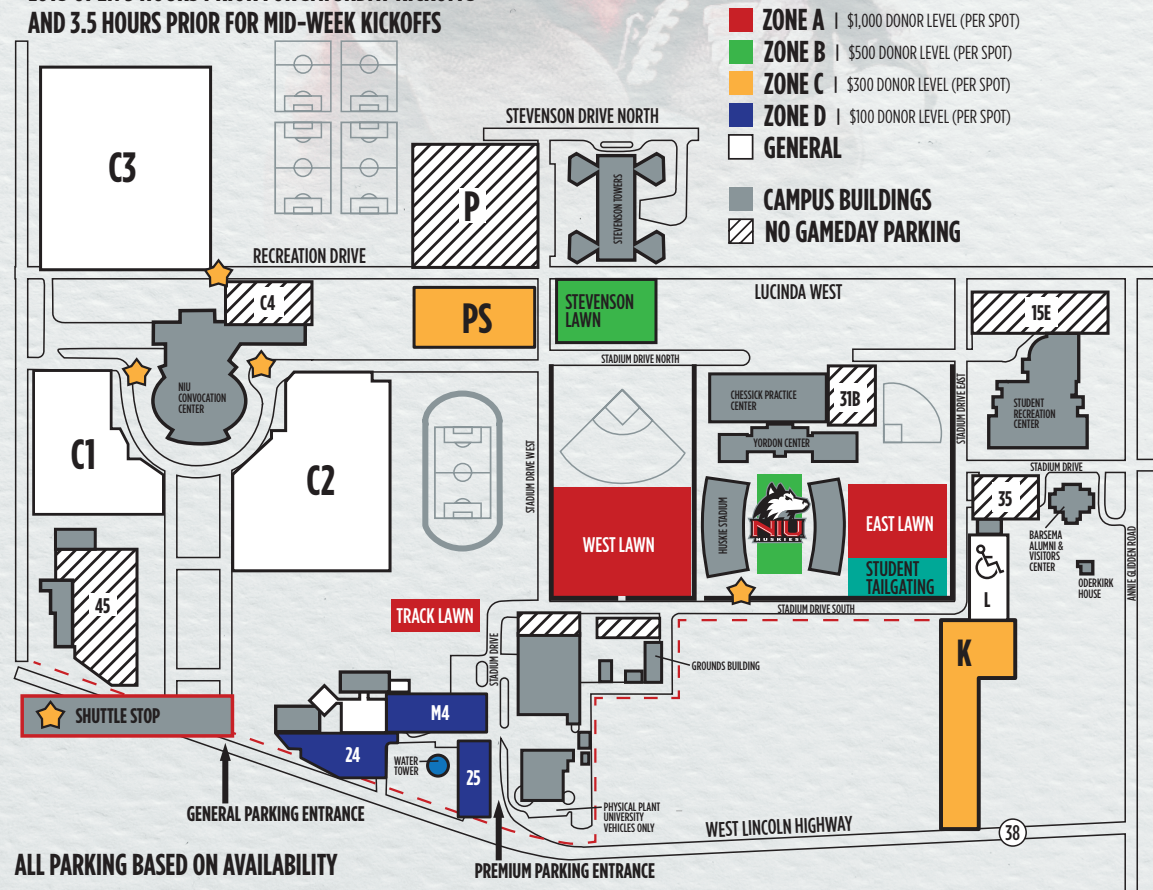 AND 3.5 HOURS PRIOR FOR MID-WEEK KICKOFFS
ZONE A | $1,000 DONOR LEVEL (PER SPOT)
ZONE B | $500 DONOR LEVEL (PER SPOT)
ZONE C | $300 DONOR LEVEL (PER SPOT)
ZONE D | $100 DONOR LEVEL (PER SPOT)
GENERAL
CAMPUS BUILDINGS
NO GAMEDAY PARKING
STEVENSON DRIVE NORTH
C3
P
STEVENSON TOWERS
RECREATION DRIVE
LUCINDA WEST
C4
PS
STEVENSON
LAWN
15E
STADIUM DRIVE NORTH
NIU
CONVOCATION
CENTER
CHESSICK PRACTICE
CENTER
31B
STADIUM DRIVE EAST
STUDENT
RECREATION
CENTER
YORDON CENTER
C1
C2
STADIUM DRIVE WEST
STADIUM DRIVE
35
HUSKIE STADIUM
NIU
HUSKIES
EAST LAWN
WEST LAWN
BARSEMA
ALUMNI &
VISITORS
CENTER
ANNIE GLIDDEN ROAD
STUDENT
TAILGATING
ODERKIRK
HOUSE
L
45
TRACK LAWN
STADIUM DRIVE SOUTH
STADIUM DRIVE
K
GROUNDS BUILDING
SHUTTLE STOP
M4
24
WATER
TOWER
25
GENERAL PARKING ENTRANCE
PHYSICAL PLANT
UNIVERSITY
VEHICLES ONLY
WEST LINCOLN HIGHWAY
38
ALL PARKING BASED ON AVAILABILITY
PREMIUM PARKING ENTRANCE